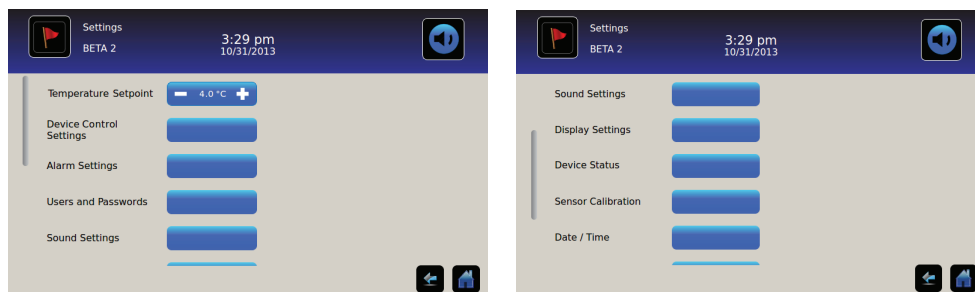 Settings
BETA 2
3:29 pm
10/31/2013
Temperature Setpoint
4.0 °C
Device Control
Settings
Alarm Settings
Users and Passwords
Sound Settings
Settings
BETA 2
3:29 pm
10/31/2013
Sound Settings
Display Settings
Device Status
Sensor Calibration
Date / Time